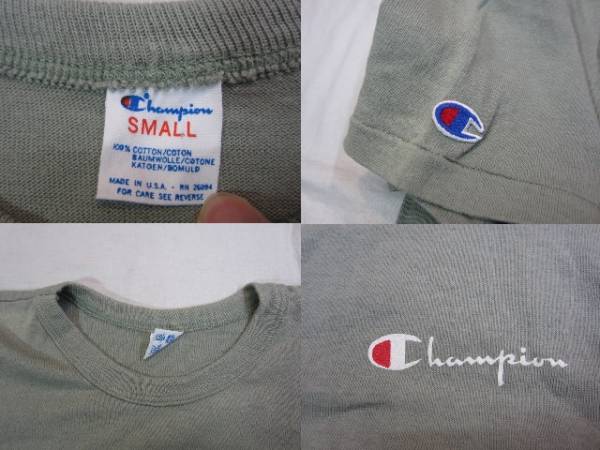 Champion
SMALL
100% COTTON/COTON
BAUMWOLLE/COTONE
KATOEN/BOMULD
MADE IN U.S.A. - RN 26094
FOR CARE SEE REVERSE
Champion